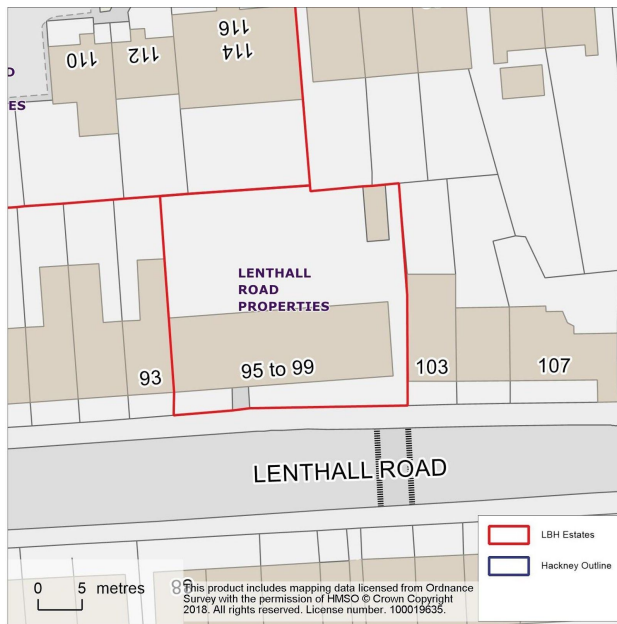 110
112
116
114
D
ES
LENTHALL
ROAD
PROPERTIES
93
95 to 99
103
107
LENTHALL ROAD
LBH Estates
Hackney Outline
0 5 metres
88
This product includes mapping data licensed from Ordnance
Survey with the permission of HMSO © Crown Copyright
2018. All rights reserved. License number. 100019635.